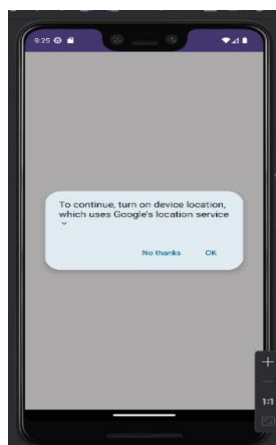 9:25
To continue, turn on device location,
which uses Google's location service
No thanks OK
1:1